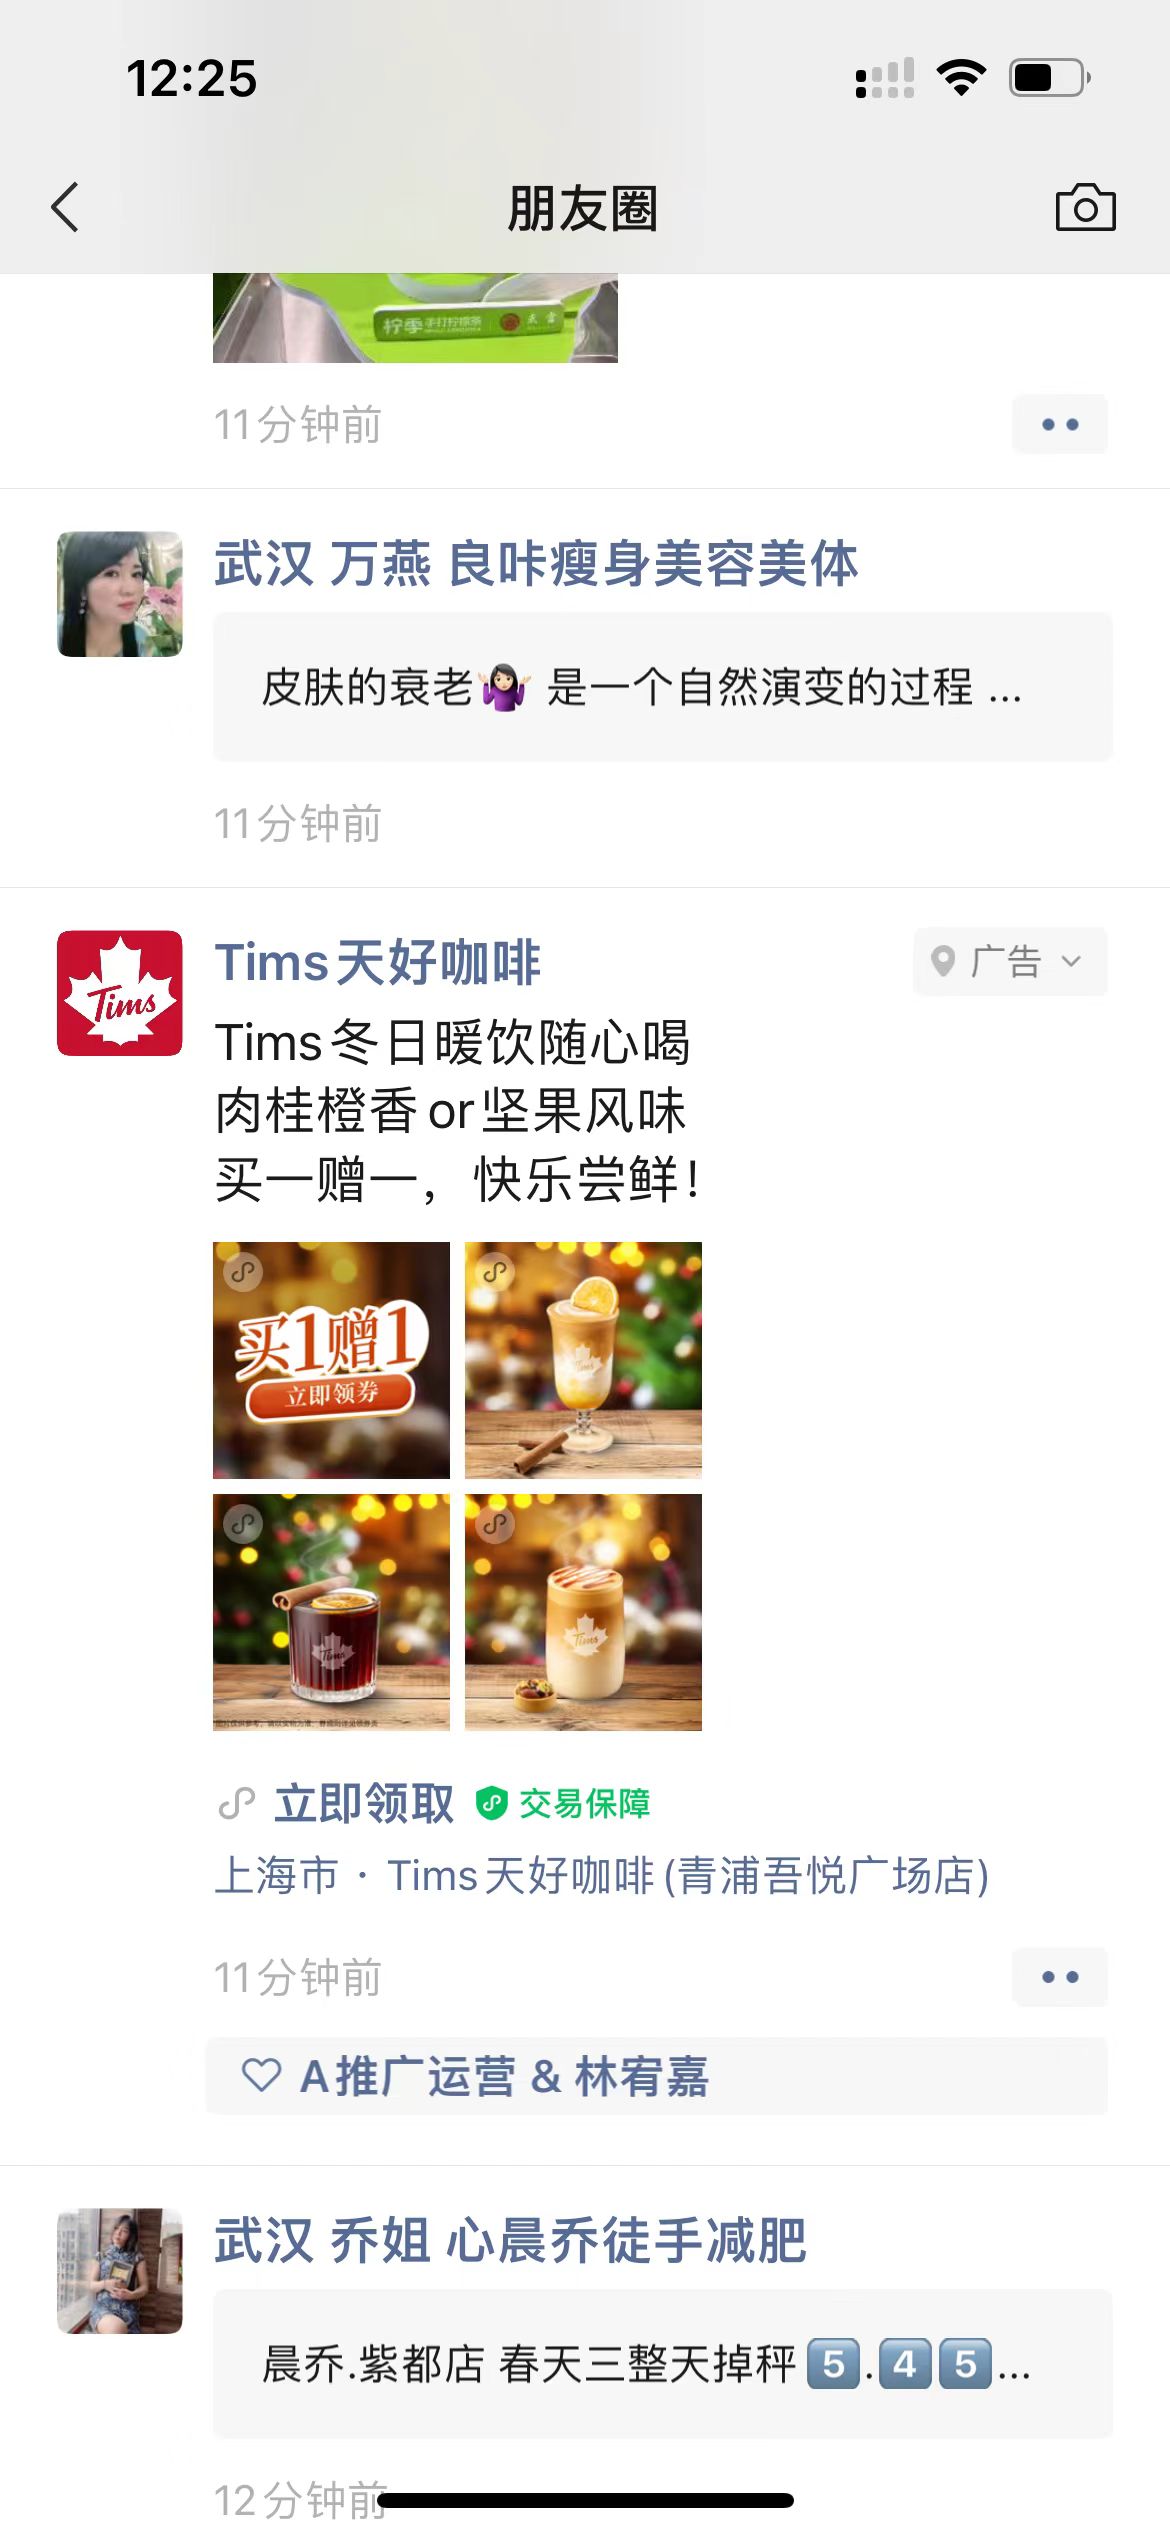 12:25
朋友圈
柠季 手打柠檬茶
11分钟前
武汉 万燕 良咔瘦身美容美体
皮肤的衰老🤷🏻‍♀️ 是一个自然演变的过程 ...
11分钟前
Tims
Tims天好咖啡
广告
Tims冬日暖饮随心喝
肉桂橙香or坚果风味
买一赠一，快乐尝鲜！
买1赠1
立即领券
Tims
Tims
Tims
立即领取 交易保障
上海市 · Tims天好咖啡(青浦吾悦广场店)
11分钟前
A推广运营 & 林宥嘉
武汉 乔姐 心晨乔徒手减肥
晨乔.紫都店 春天三整天掉秤5️⃣.4️⃣5️⃣...
12分钟前